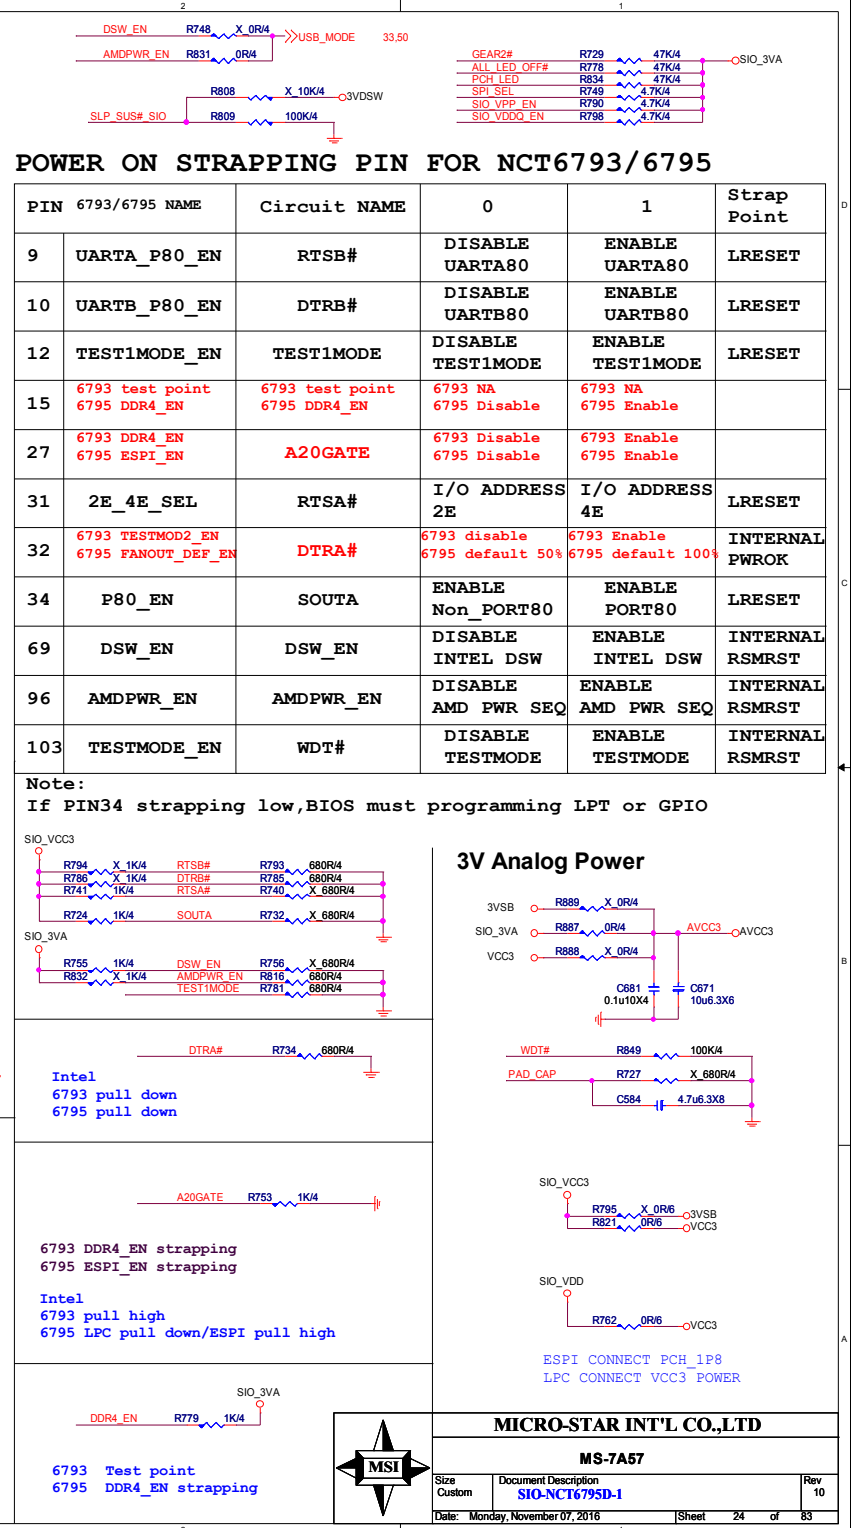 2 1
DSW_EN R748 X_0R/4 USB_MODE 33,50
AMDPWR_EN R831 0R/4
GEAR2# R729 47K/4 SIO_3VA
ALL_LED_OFF# R778 47K/4
PCH_LED R834 47K/4
SPI_SEL R749 4.7K/4
SIO_VPP_EN R790 4.7K/4
SIO_VDDQ_EN R798 4.7K/4
R808 X_10K/4 3VDSW
SLP_SUS#_SIO R809 100K/4
POWER ON STRAPPING PIN FOR NCT6793/6795
PIN 6793/6795 NAME Circuit NAME 0 1 Strap Point
9 UARTA_P80_EN RTSB# DISABLE UARTA80 ENABLE UARTA80 LRESET
10 UARTB_P80_EN DTRB# DISABLE UARTB80 ENABLE UARTB80 LRESET
12 TEST1MODE_EN TEST1MODE DISABLE TEST1MODE ENABLE TEST1MODE LRESET
15 6793 test point 6795 DDR4_EN 6793 test point 6795 DDR4_EN 6793 NA 6795 Disable 6793 NA 6795 Enable
27 6793 DDR4_EN 6795 ESPI_EN A20GATE 6793 Disable 6795 Disable 6793 Enable 6795 Enable
31 2E_4E_SEL RTSA# I/O ADDRESS 2E I/O ADDRESS 4E LRESET
32 6793 TESTMOD2_EN 6795 FANOUT_DEF_EN DTRA# 6793 disable 6795 default 50% 6793 Enable 6795 default 100% INTERNAL PWROK
34 P80_EN SOUTA ENABLE Non_PORT80 ENABLE PORT80 LRESET
69 DSW_EN DSW_EN DISABLE INTEL DSW ENABLE INTEL DSW INTERNAL RSMRST
96 AMDPWR_EN AMDPWR_EN DISABLE AMD PWR SEQ ENABLE AMD PWR SEQ INTERNAL RSMRST
103 TESTMODE_EN WDT# DISABLE TESTMODE ENABLE TESTMODE INTERNAL RSMRST
D
C
B
A
Note:
If PIN34 strapping low,BIOS must programming LPT or GPIO
SIO_VCC3
R794 X_1K/4 RTSB# R793 680R/4
R786 X_1K/4 DTRB# R785 680R/4
R741 1K/4 RTSA# R740 X_680R/4
R724 1K/4 SOUTA R732 X_680R/4
SIO_3VA
R755 1K/4 DSW_EN R756 X_680R/4
R832 X_1K/4 AMDPWR_EN R816 680R/4
TEST1MODE R781 680R/4
DTRA# R734 680R/4
Intel
6793 pull down
6795 pull down
A20GATE R753 1K/4
6793 DDR4_EN strapping
6795 ESPI_EN strapping
Intel
6793 pull high
6795 LPC pull down/ESPI pull high
SIO_3VA
DDR4_EN R779 1K/4
6793 Test point
6795 DDR4_EN strapping
3V Analog Power
3VSB R889 X_0R/4
SIO_3VA R887 0R/4 AVCC3 AVCC3
VCC3 R888 X_0R/4
C681 C671
0.1u10X4 10u6.3X6
WDT# R849 100K/4
PAD_CAP R727 X_680R/4
C584 4.7u6.3X8
SIO_VCC3
R795 X_0R/6 3VSB
R821 0R/6 VCC3
SIO_VDD
R762 0R/6 VCC3
ESPI CONNECT PCH_1P8
LPC CONNECT VCC3 POWER
MSI
MICRO-STAR INT'L CO.,LTD
MS-7A57
Size Document Description Rev
Custom SIO-NCT6795D-1 10
Date: Monday, November 07, 2016 Sheet 24 of 83